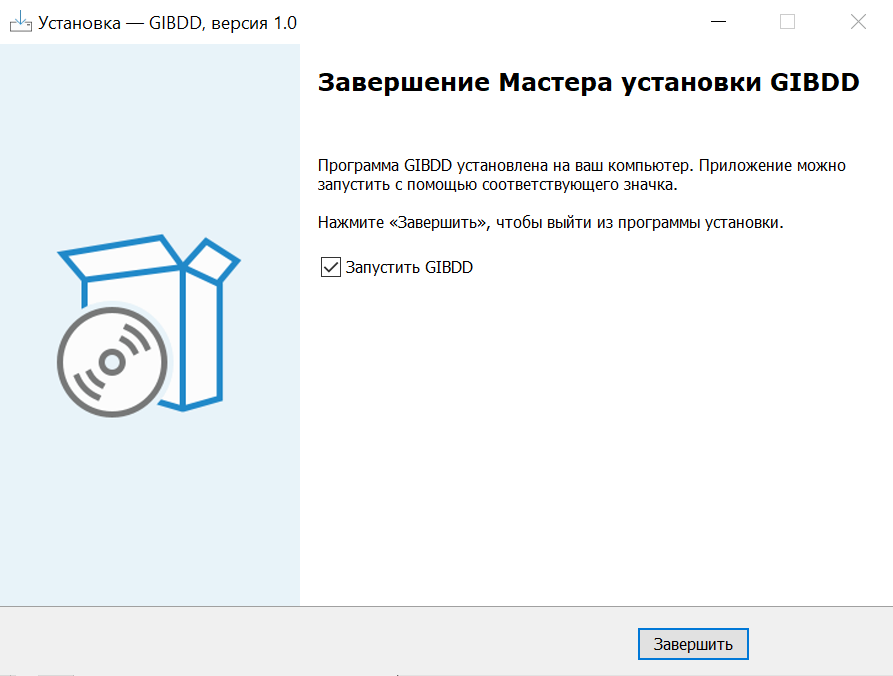 Установка — GIBDD, версия 1.0
Завершение Мастера установки GIBDD
Программа GIBDD установлена на ваш компьютер. Приложение можно
запустить с помощью соответствующего значка.
Нажмите «Завершить», чтобы выйти из программы установки.
Запустить GIBDD
Завершить